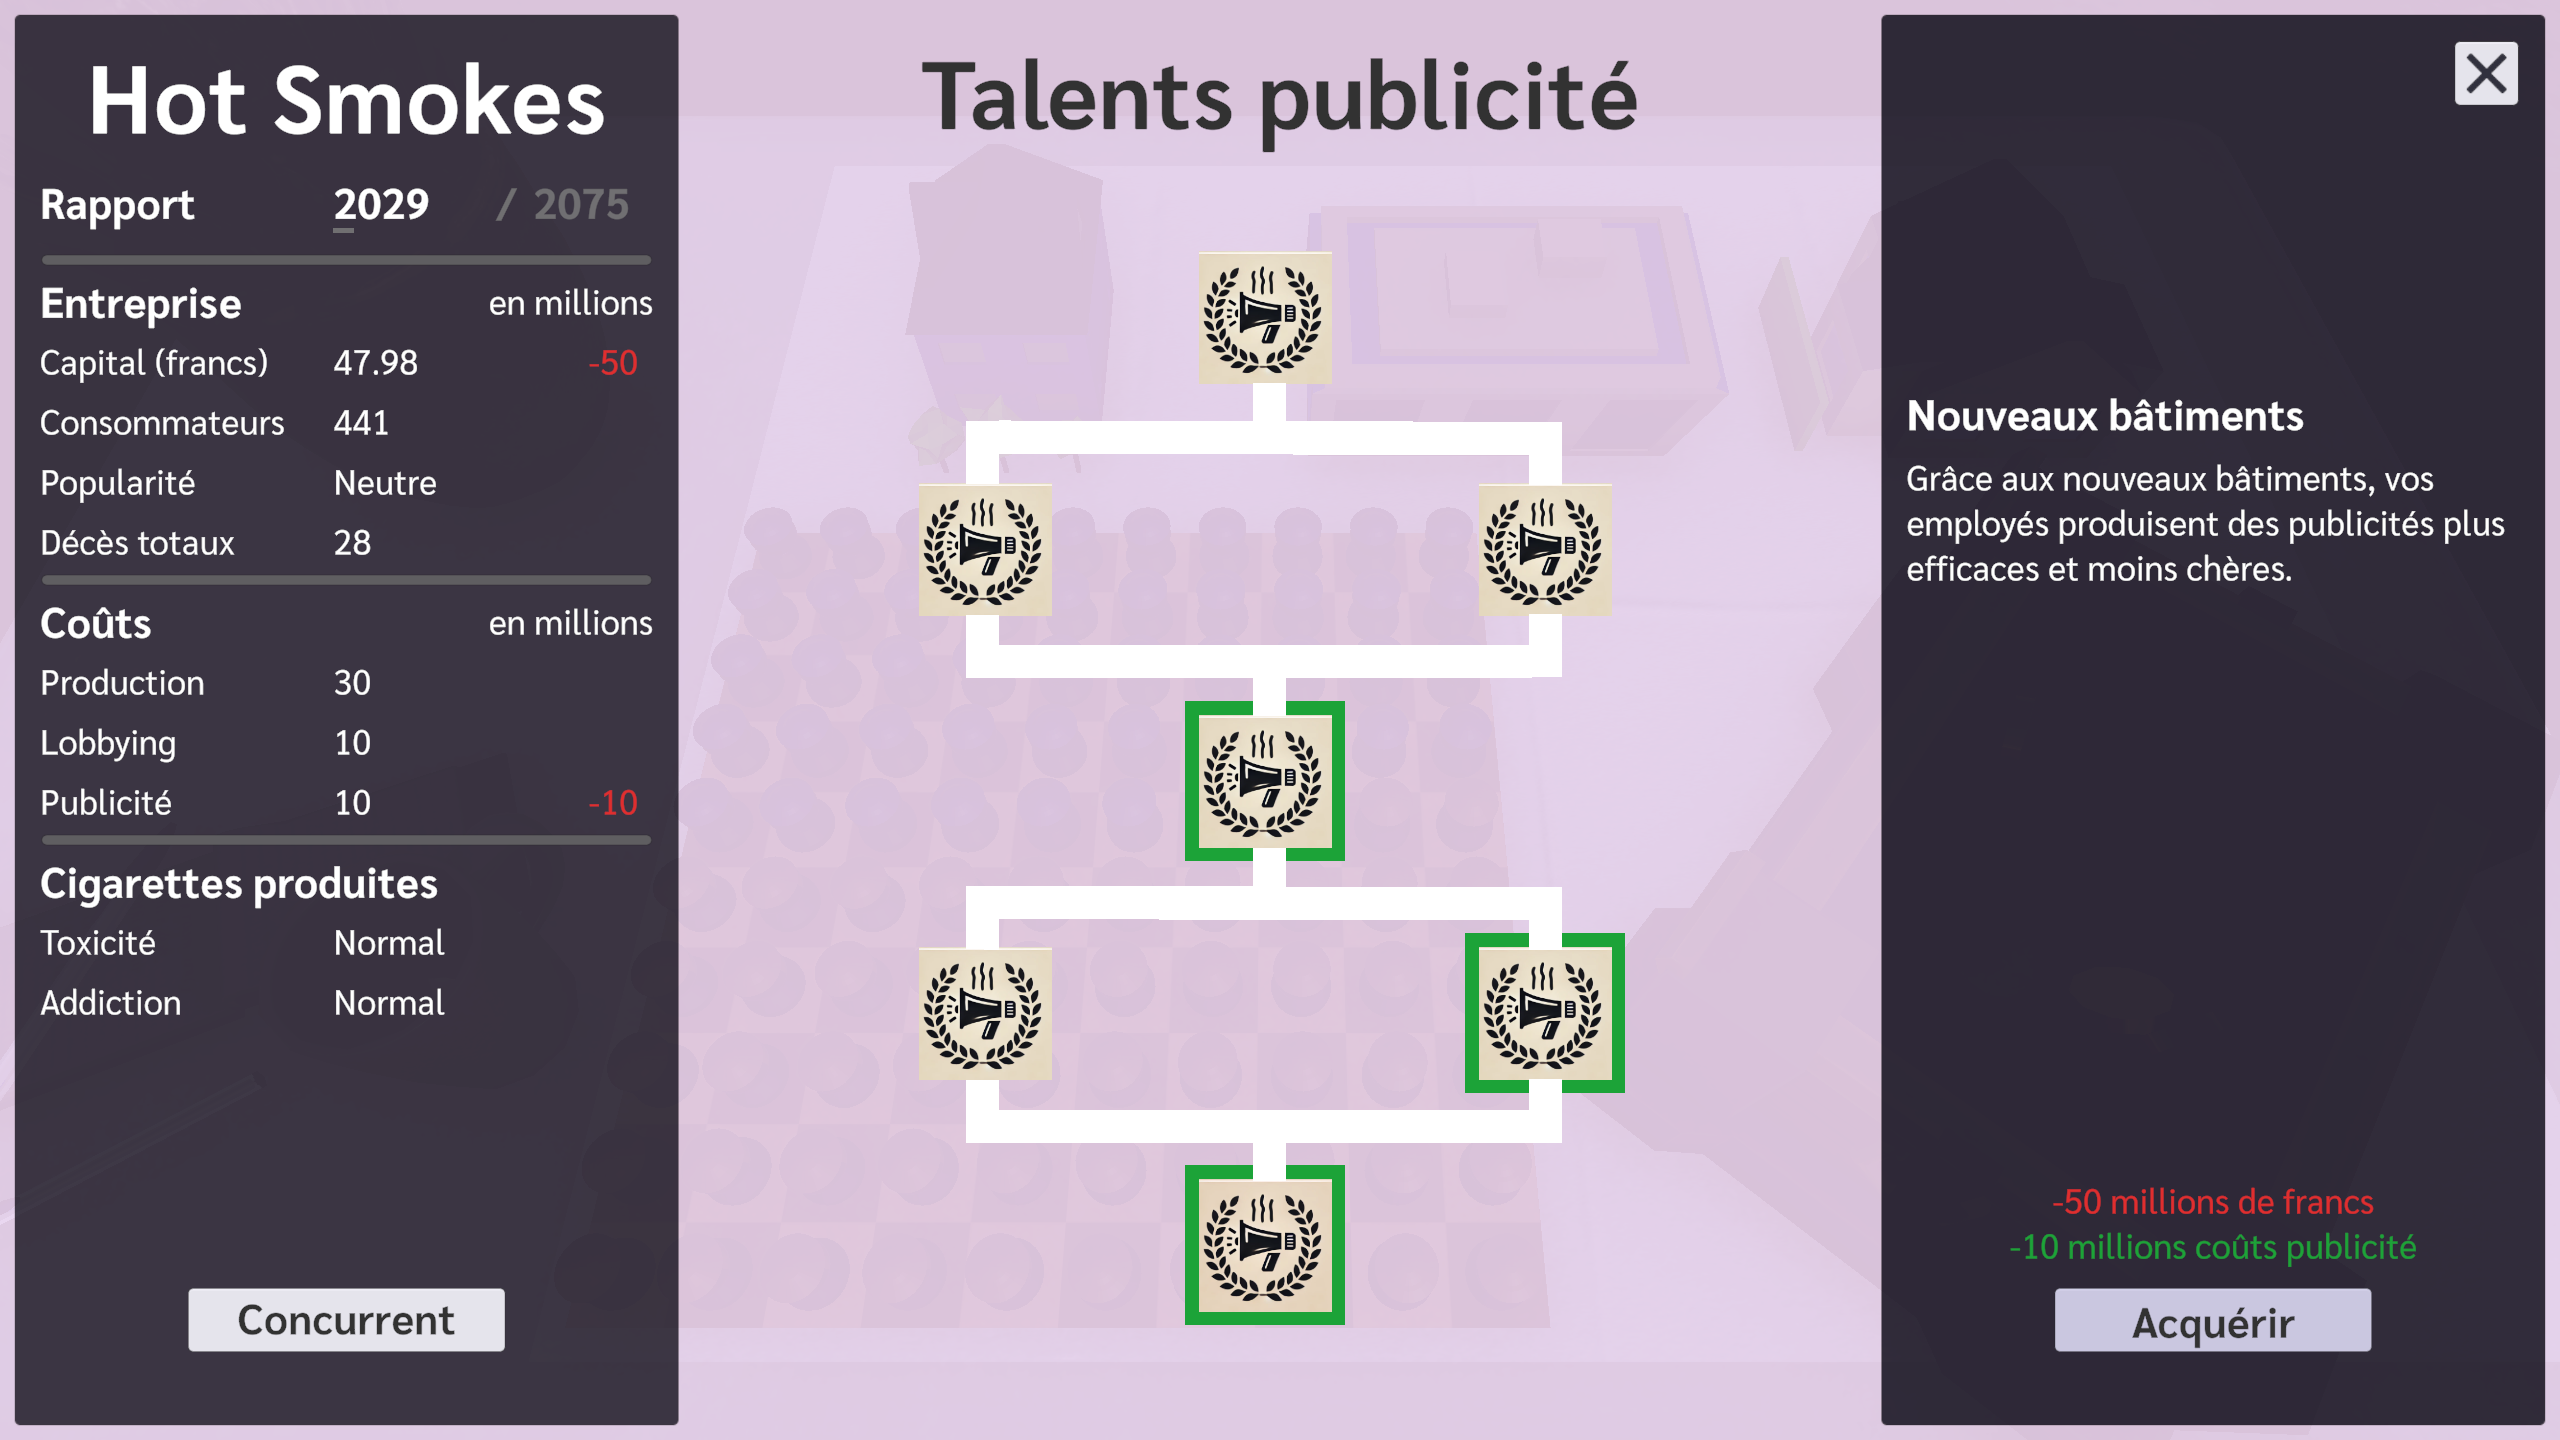 Hot Smokes
Rapport 2029 / 2075
Entreprise en millions
Capital (francs) 47.98 -50
Consommateurs 441
Popularité Neutre
Décès totaux 28
Coûts en millions
Production 30
Lobbying 10
Publicité 10 -10
Cigarettes produites
Toxicité Normal
Addiction Normal
Concurrent
Talents publicité
Nouveaux bâtiments
Grâce aux nouveaux bâtiments, vos
employés produisent des publicités plus
efficaces et moins chères.
-50 millions de francs
-10 millions coûts publicité
Acquérir